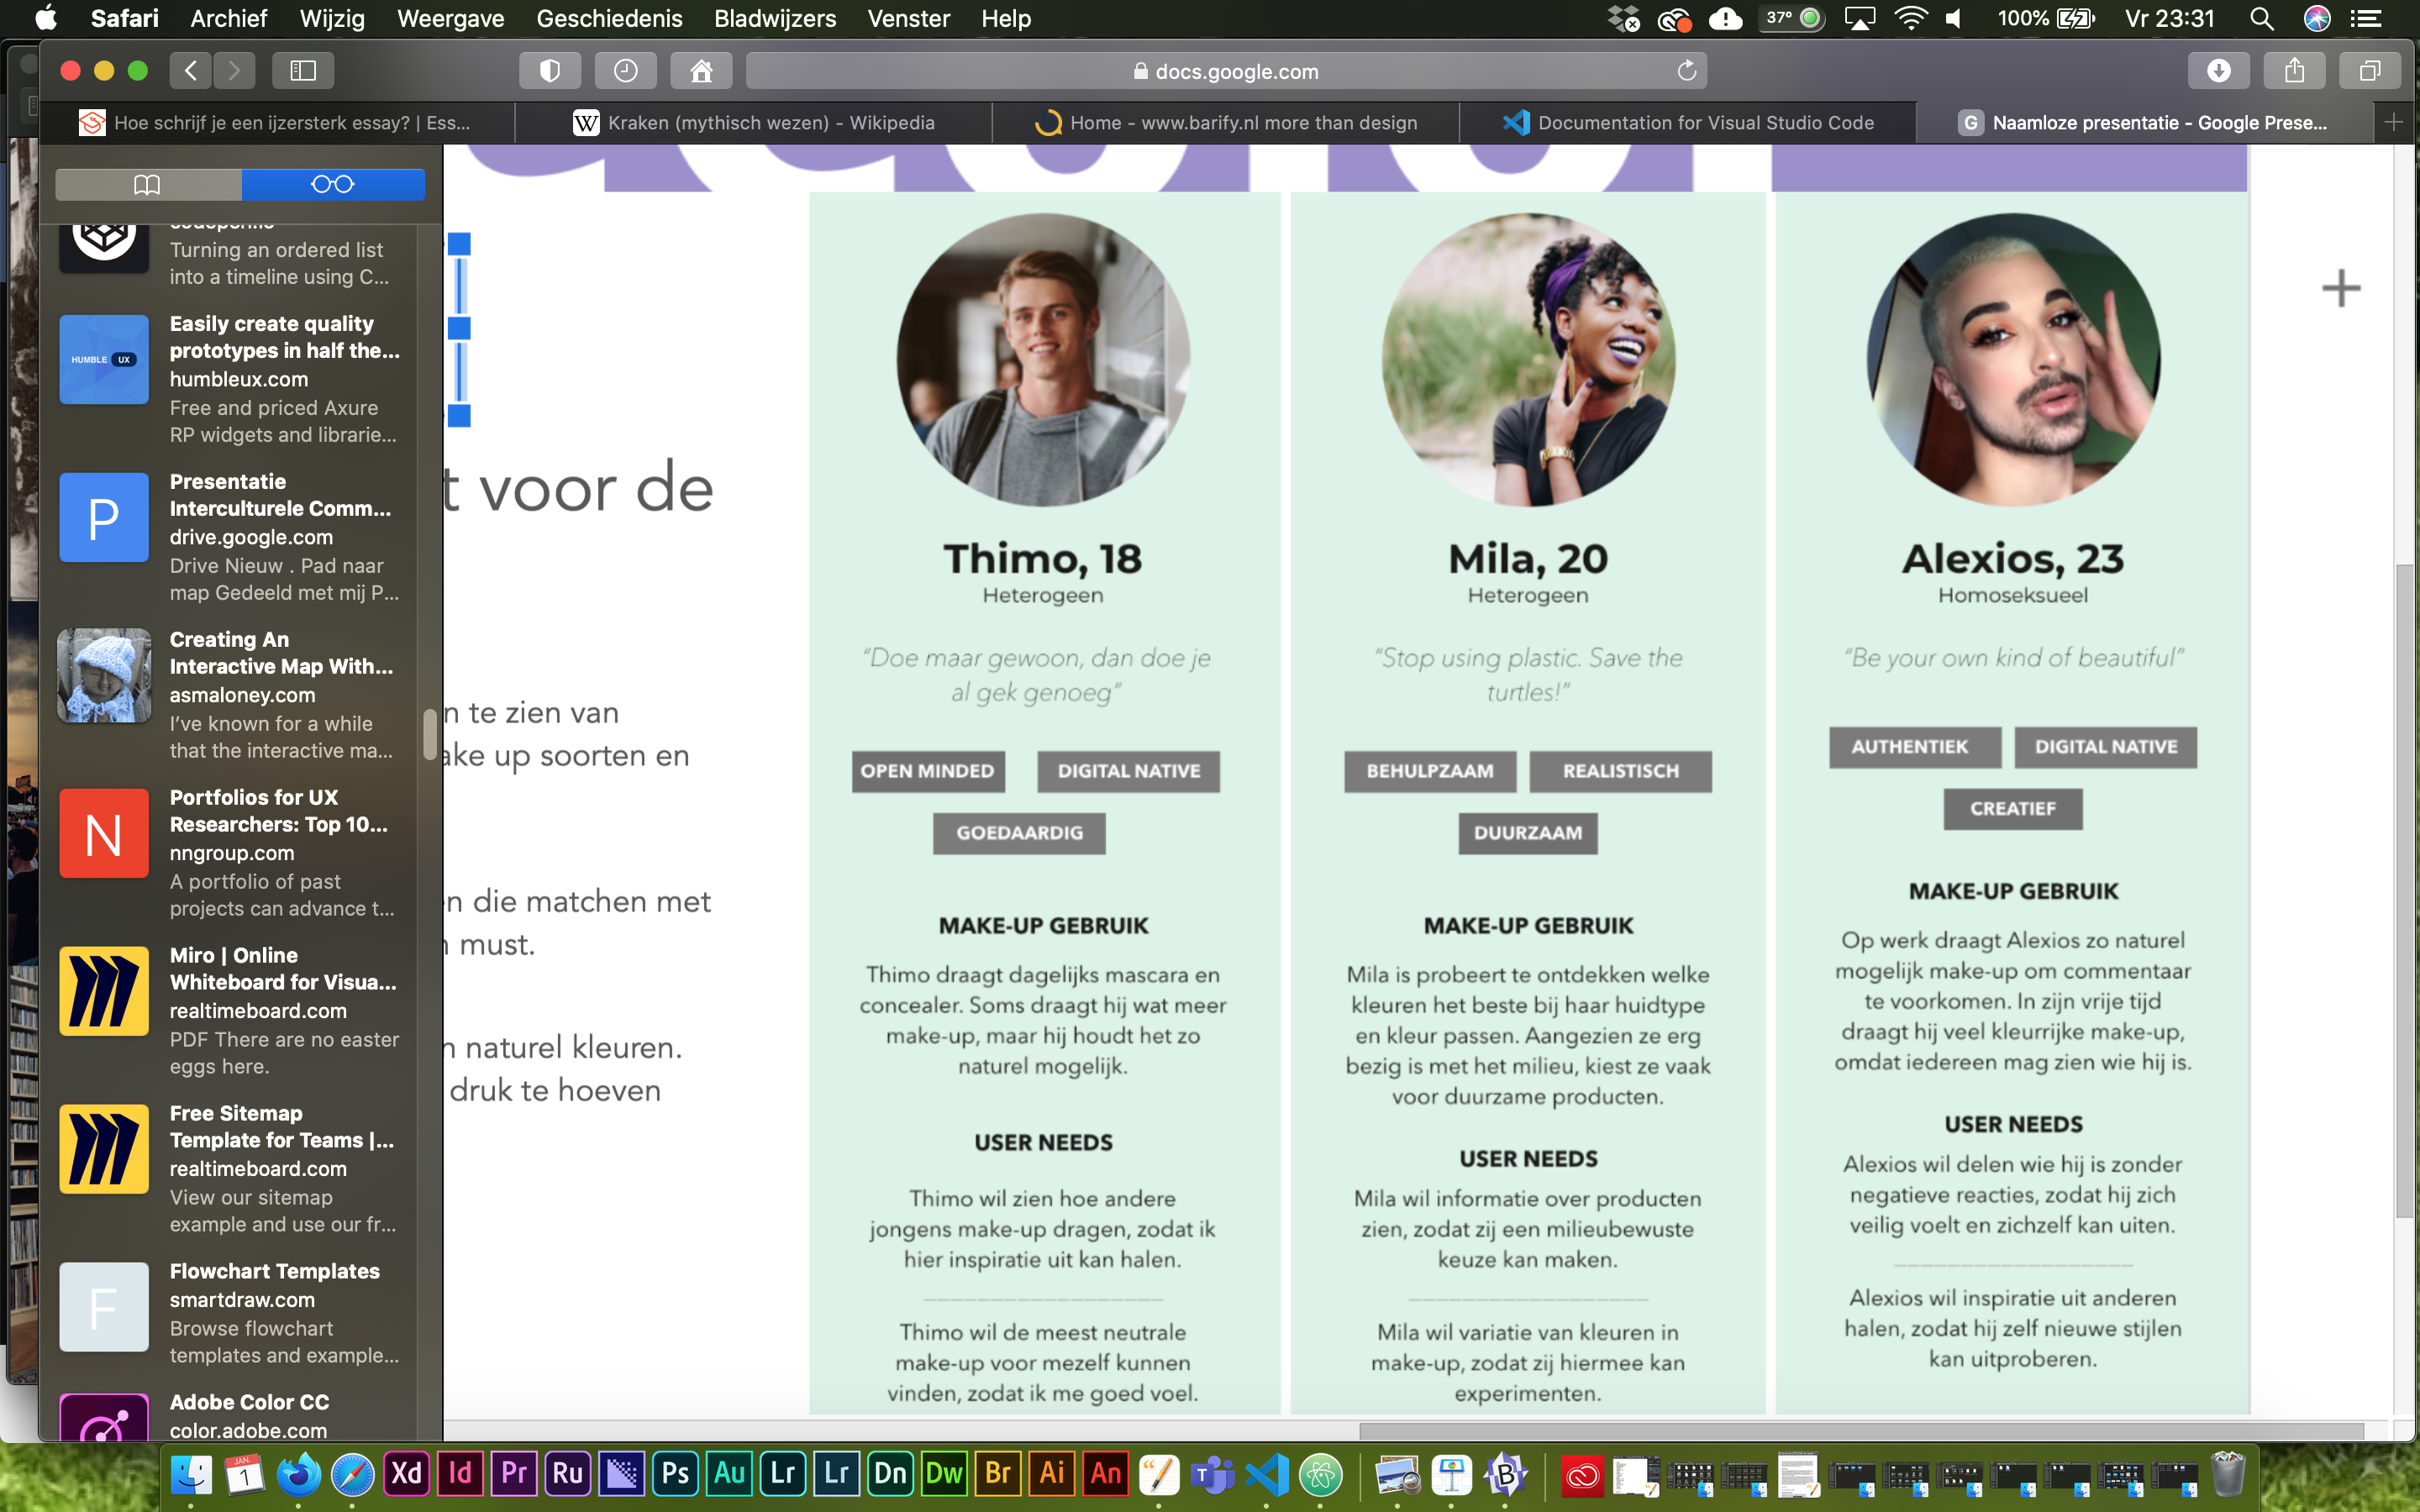 Safari Archief Wijzig Weergave Geschiedenis Bladwijzers Venster Help
37° 100% Vr 23:31
docs.google.com
Hoe schrijf je een ijzersterk essay? | Ess...
Kraken (mythisch wezen) - Wikipedia
Home - www.barify.nl more than design
Documentation for Visual Studio Code
G Naamloze presentatie - Google Prese...
Turning an ordered list
into a timeline using C...
HUMBLE UX
Easily create quality
prototypes in half the...
humbleux.com
Free and priced Axure
RP widgets and librarie...
P
Presentatie
Interculturele Comm...
drive.google.com
Drive Nieuw . Pad naar
map Gedeeld met mij P...
Creating An
Interactive Map With...
asmaloney.com
I've known for a while
that the interactive ma...
N
Portfolios for UX
Researchers: Top 10...
nngroup.com
A portfolio of past
projects can advance t...
Miro | Online
Whiteboard for Visua...
realtimeboard.com
PDF There are no easter
eggs here.
Free Sitemap
Template for Teams |...
realtimeboard.com
View our sitemap
example and use our fr...
F
Flowchart Templates
smartdraw.com
Browse flowchart
templates and example...
Adobe Color CC
color.adobe.com
t voor de
n te zien van
ake up soorten en
n die matchen met
n must.
n naturel kleuren.
druk te hoeven
Thimo, 18
Heterogeen
“Doe maar gewoon, dan doe je
al gek genoeg”
OPEN MINDED
DIGITAL NATIVE
GOEDAARDIG
MAKE-UP GEBRUIK
Thimo draagt dagelijks mascara en
concealer. Soms draagt hij wat meer
make-up, maar hij houdt het zo
naturel mogelijk.
USER NEEDS
Thimo wil zien hoe andere
jongens make-up dragen, zodat ik
hier inspiratie uit kan halen.
Thimo wil de meest neutrale
make-up voor mezelf kunnen
vinden, zodat ik me goed voel.
Mila, 20
Heterogeen
“Stop using plastic. Save the
turtles!”
BEHULPZAAM
REALISTISCH
DUURZAAM
MAKE-UP GEBRUIK
Mila is probeert te ontdekken welke
kleuren het beste bij haar huidtype
en kleur passen. Aangezien ze erg
bezig is met het milieu, kiest ze vaak
voor duurzame producten.
USER NEEDS
Mila wil informatie over producten
zien, zodat zij een milieubewuste
keuze kan maken.
Mila wil variatie van kleuren in
make-up, zodat zij hiermee kan
experimenten.
Alexios, 23
Homoseksueel
“Be your own kind of beautiful”
AUTHENTIEK
DIGITAL NATIVE
CREATIEF
MAKE-UP GEBRUIK
Op werk draagt Alexios zo naturel
mogelijk make-up om commentaar
te voorkomen. In zijn vrije tijd
draagt hij veel kleurrijke make-up,
omdat iedereen mag zien wie hij is.
USER NEEDS
Alexios wil delen wie hij is zonder
negatieve reacties, zodat hij zich
veilig voelt en zichzelf kan uiten.
Alexios wil inspiratie uit anderen
halen, zodat hij zelf nieuwe stijlen
kan uitproberen.
JAN. 1 Xd Id Pr Ru Ps Au Lr Lr Dn Dw Br Ai An T B